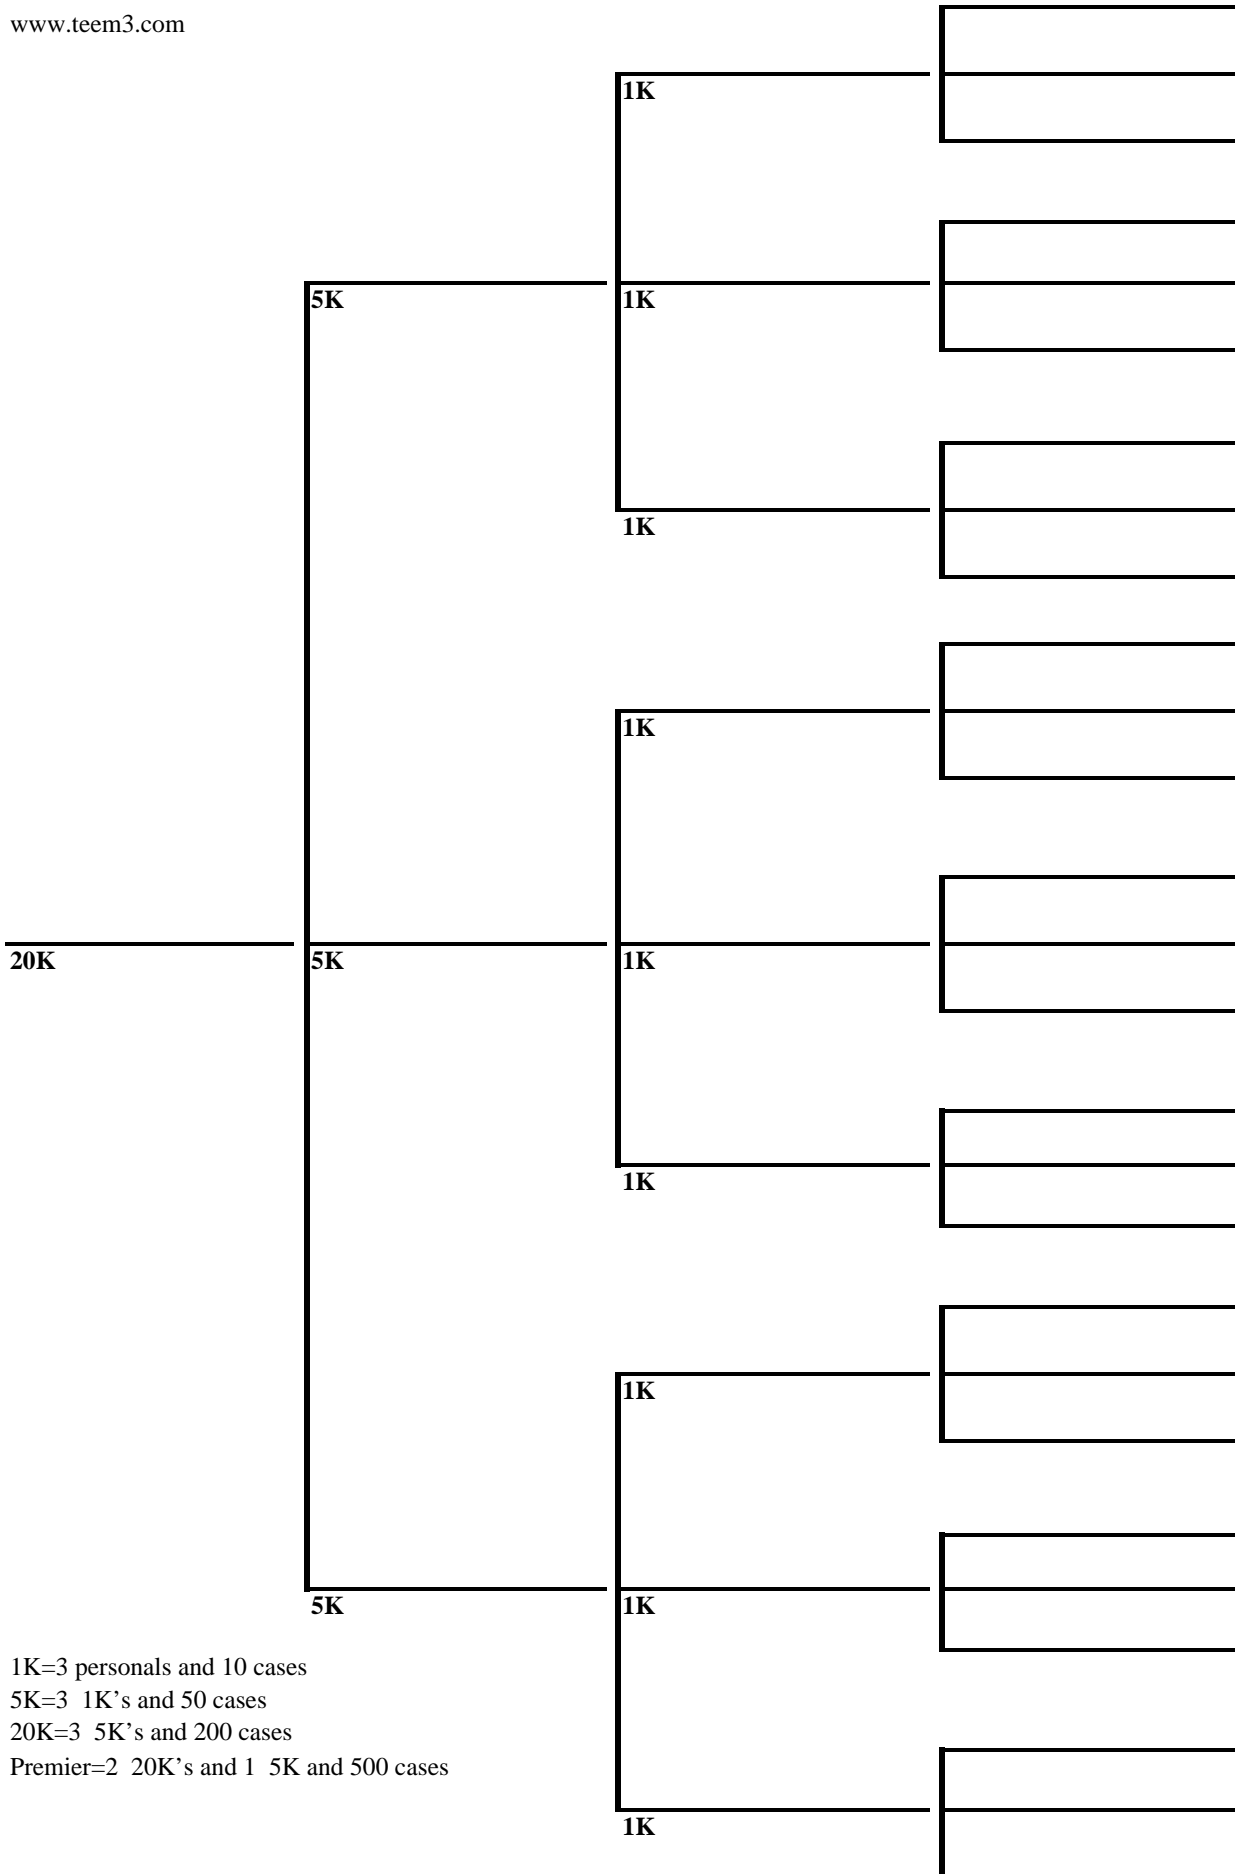 www.teem3.com
1K
5K
1K
1K
1K
20K
5K
1K
1K
1K
5K
1K
1K=3 personals and 10 cases
5K=3 1K’s and 50 cases
20K=3 5K’s and 200 cases
Premier=2 20K’s and 1 5K and 500 cases
1K